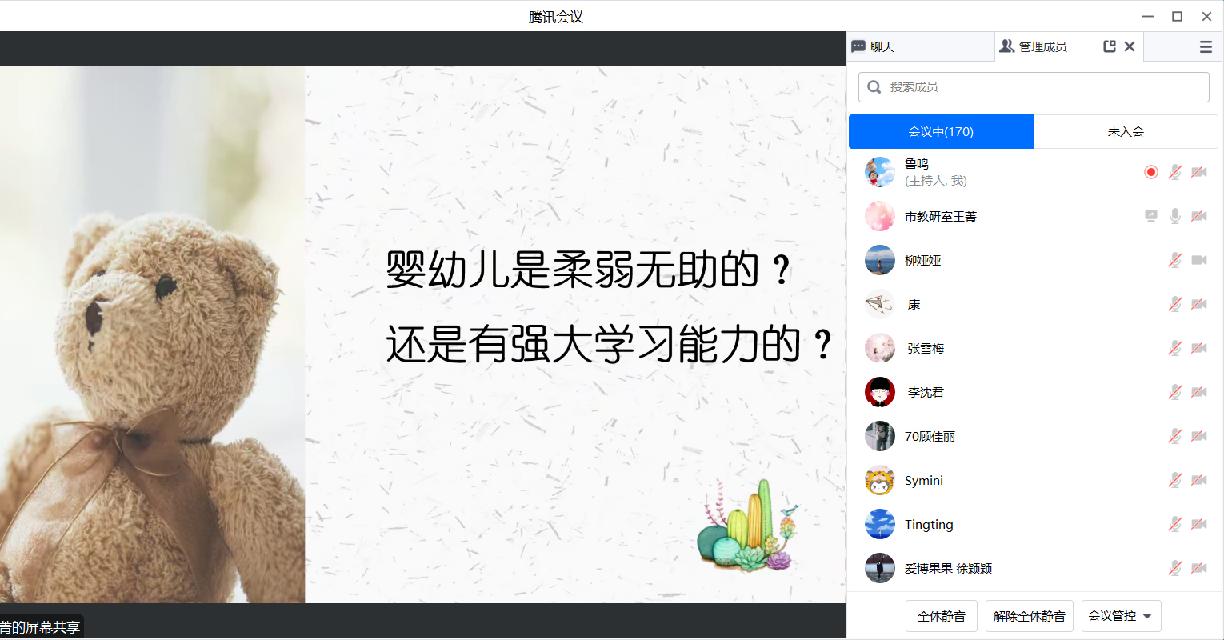 腾讯会议
聊天
管理成员
搜索成员
会议中(170)
未入会
鲁鸣
(主持人, 我)
市教研室王菁
柳娅娅
康
张雪梅
李沈君
70顾佳丽
Symini
Tingting
爱博果果 徐颖颖
全体静音
解除全体静音
会议管控
婴幼儿是柔弱无助的？
还是有强大学习能力的？
菁的屏幕共享